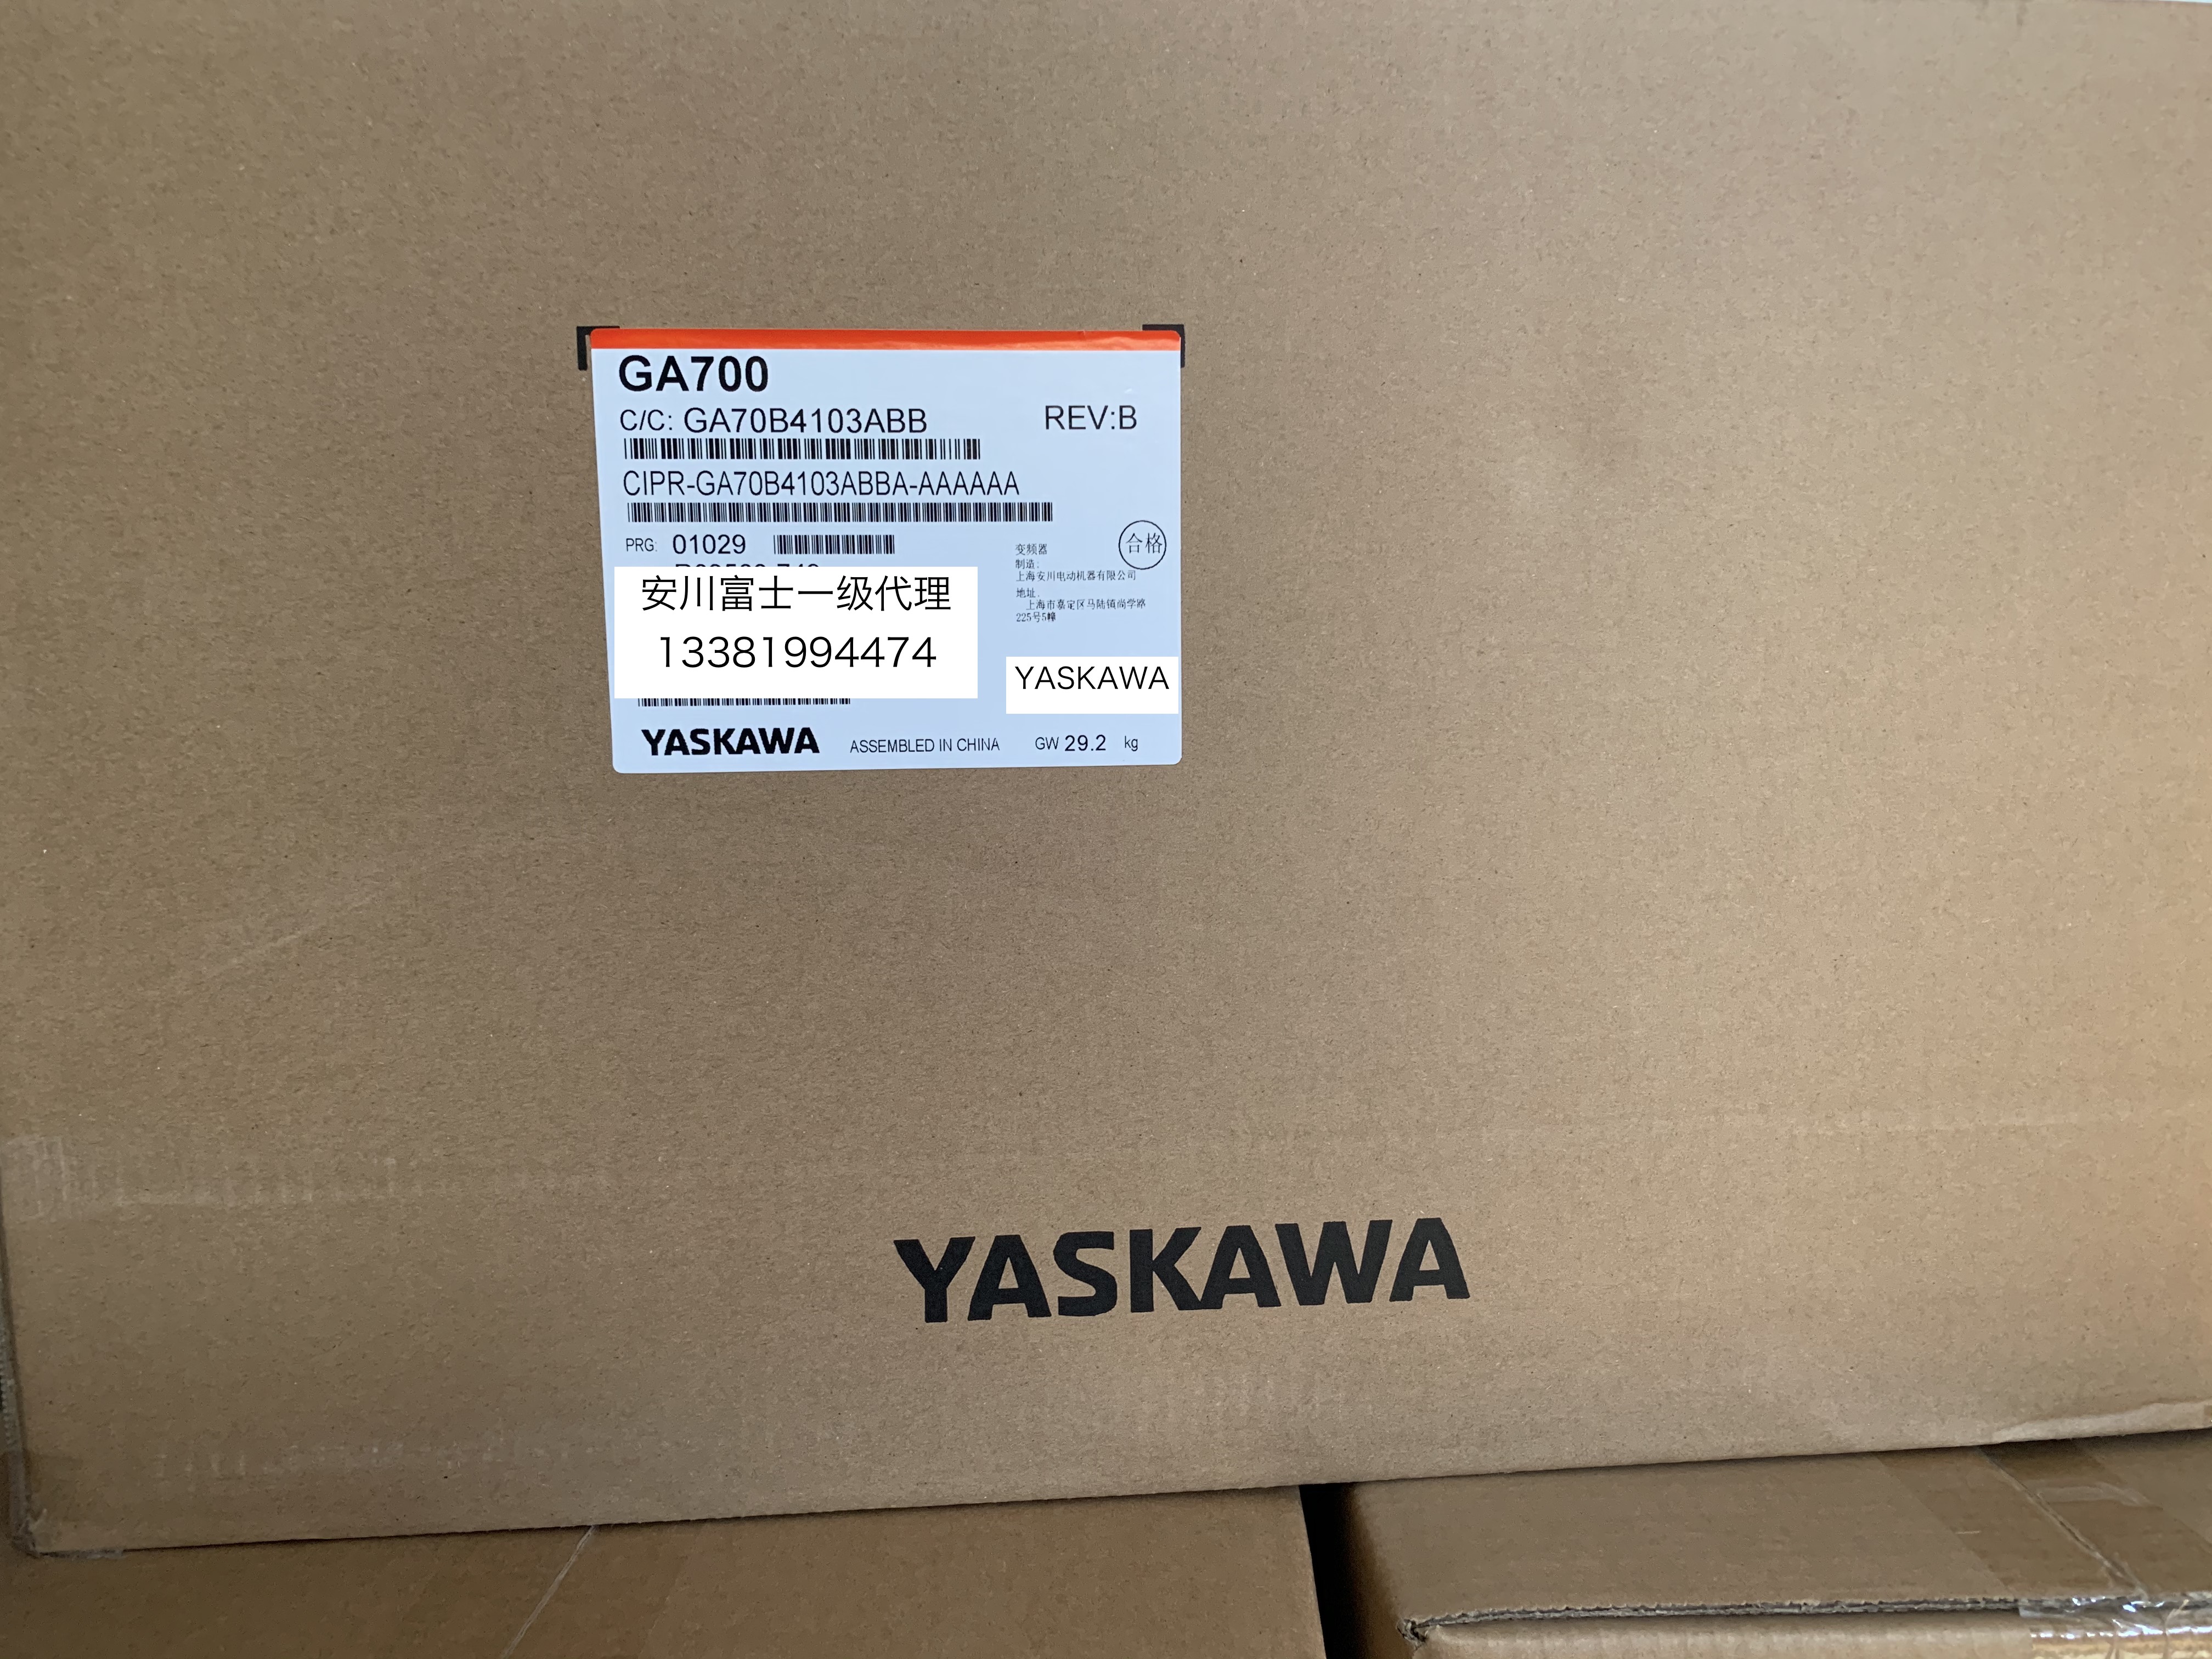 GA700
C/C: GA70B4103ABB
REV:B
CIPR-GA70B4103ABBA-AAAAAA
PRG: 01029
合格
变频器
制造:
上海安川电动机器有限公司
地址.
上海市嘉定区马陆镇尚学路
225号5幢
安川富士一级代理
13381994474
YASKAWA
YASKAWA
ASSEMBLED IN CHINA
GW 29.2 kg
YASKAWA